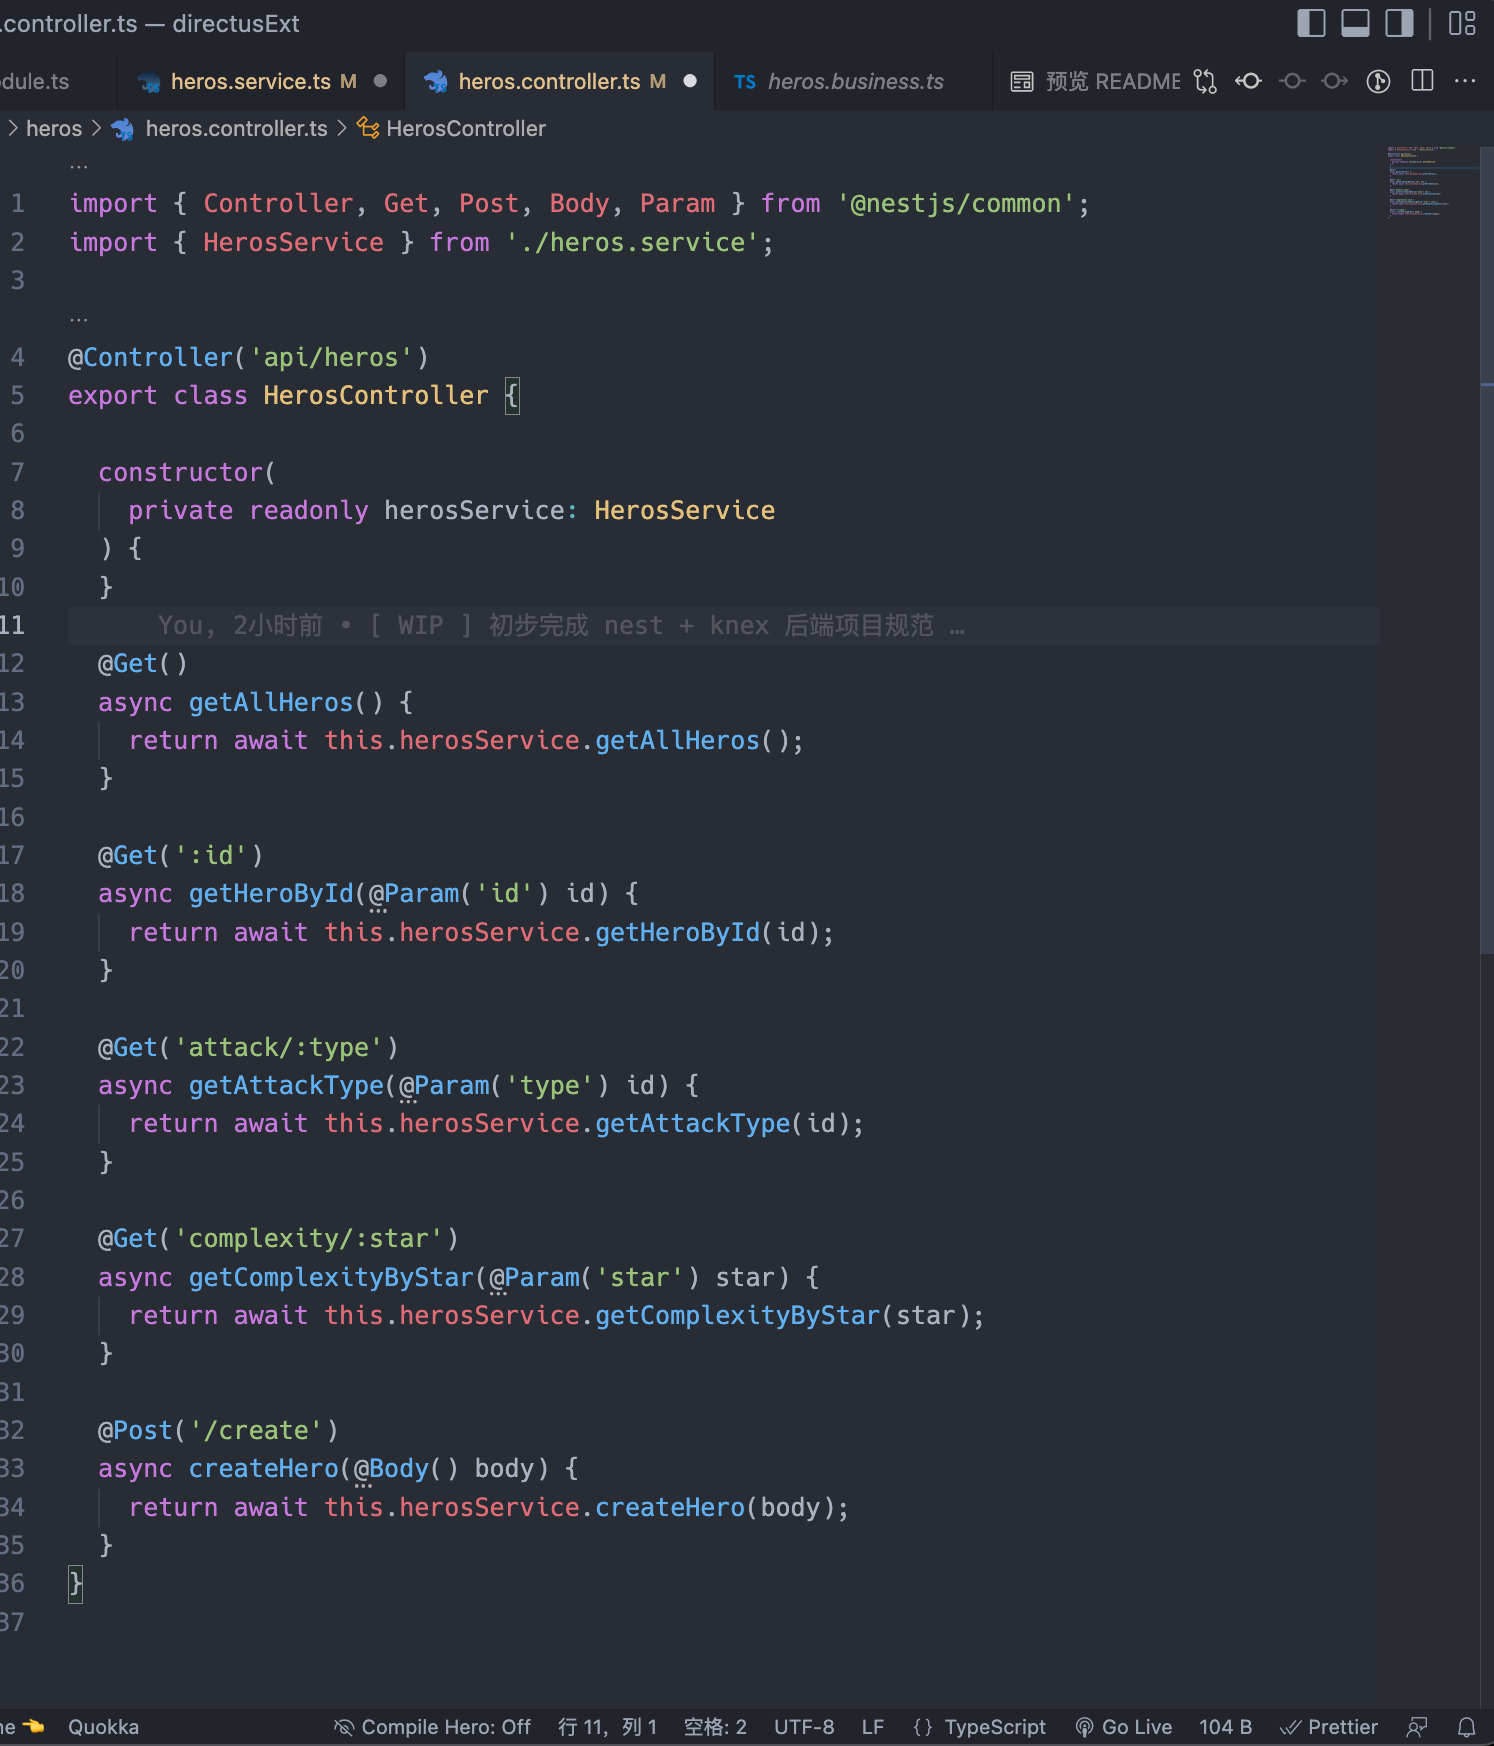 .controller.ts — directusExt
dule.ts heros.service.ts M heros.controller.ts M TS heros.business.ts 预览 README
heros heros.controller.ts HerosController
...
1 import { Controller, Get, Post, Body, Param } from '@nestjs/common';
2 import { HerosService } from './heros.service';
3
...
4 @Controller('api/heros')
5 export class HerosController {
6
7 constructor(
8 private readonly herosService: HerosService
9 ) {
10 }
11 You, 2小时前 • [ WIP ] 初步完成 nest + knex 后端项目规范 …
12 @Get()
13 async getAllHeros() {
14 return await this.herosService.getAllHeros();
15 }
16
17 @Get(':id')
18 async getHeroById(@Param('id') id) {
19 return await this.herosService.getHeroById(id);
20 }
21
22 @Get('attack/:type')
23 async getAttackType(@Param('type') id) {
24 return await this.herosService.getAttackType(id);
25 }
26
27 @Get('complexity/:star')
28 async getComplexityByStar(@Param('star') star) {
29 return await this.herosService.getComplexityByStar(star);
30 }
31
32 @Post('/create')
33 async createHero(@Body() body) {
34 return await this.herosService.createHero(body);
35 }
36 }
37
ne 👈 Quokka Compile Hero: Off 行 11, 列 1 空格: 2 UTF-8 LF {} TypeScript Go Live 104 B Prettier